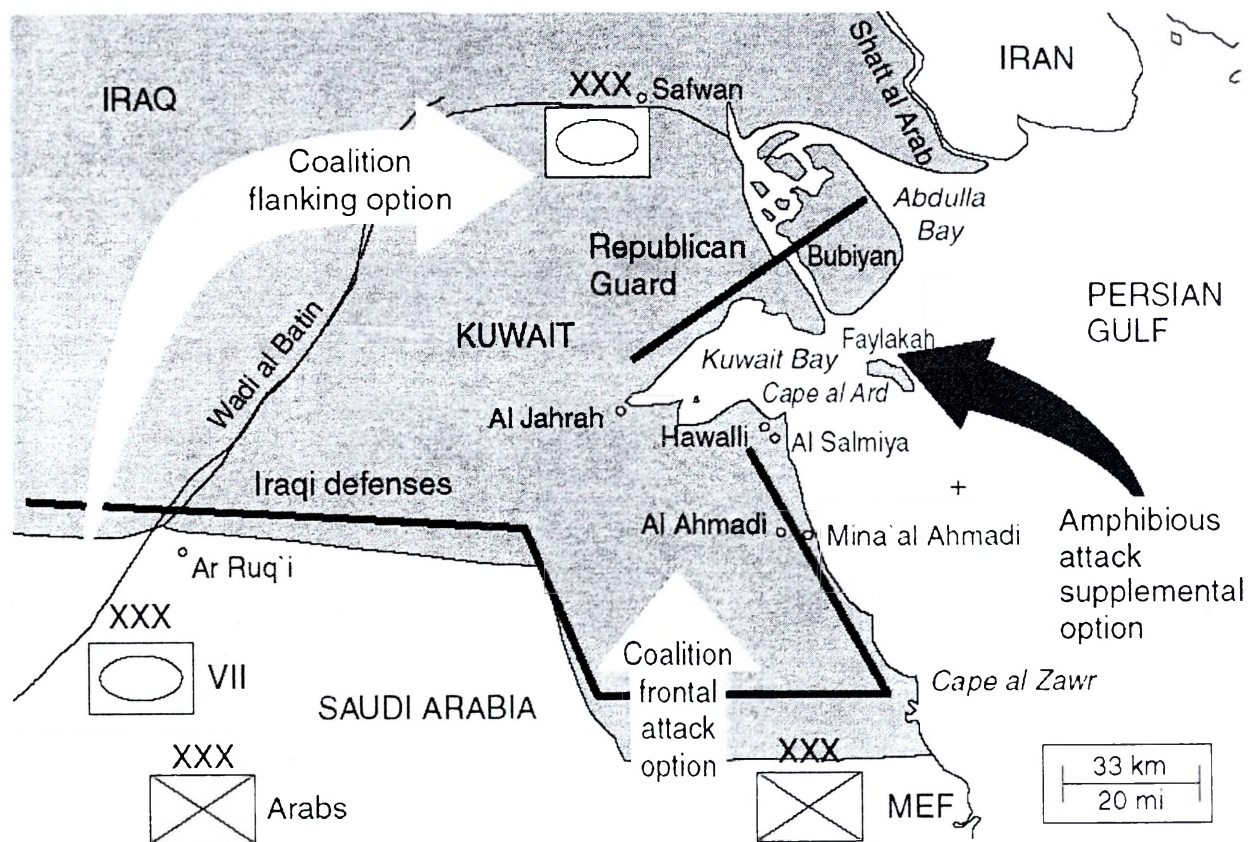 IRAQ
IRAN
Shatt al Arab
XXX
Safwan
Coalition
flanking option
Abdulla
Bay
Republican
Guard
Bubiyan
PERSIAN
GULF
Wadi al Batin
KUWAIT
Faylakah
Kuwait Bay
Cape al Ard
Al Jahrah
Hawalli
Al Salmiya
Iraqi defenses
Al Ahmadi
Mina`al Ahmadi
Amphibious
attack
supplemental
option
Ar Ruq`i
XXX
VII
Coalition
frontal
attack
option
Cape al Zawr
SAUDI ARABIA
XXX
Arabs
XXX
MEF
33 km
20 mi